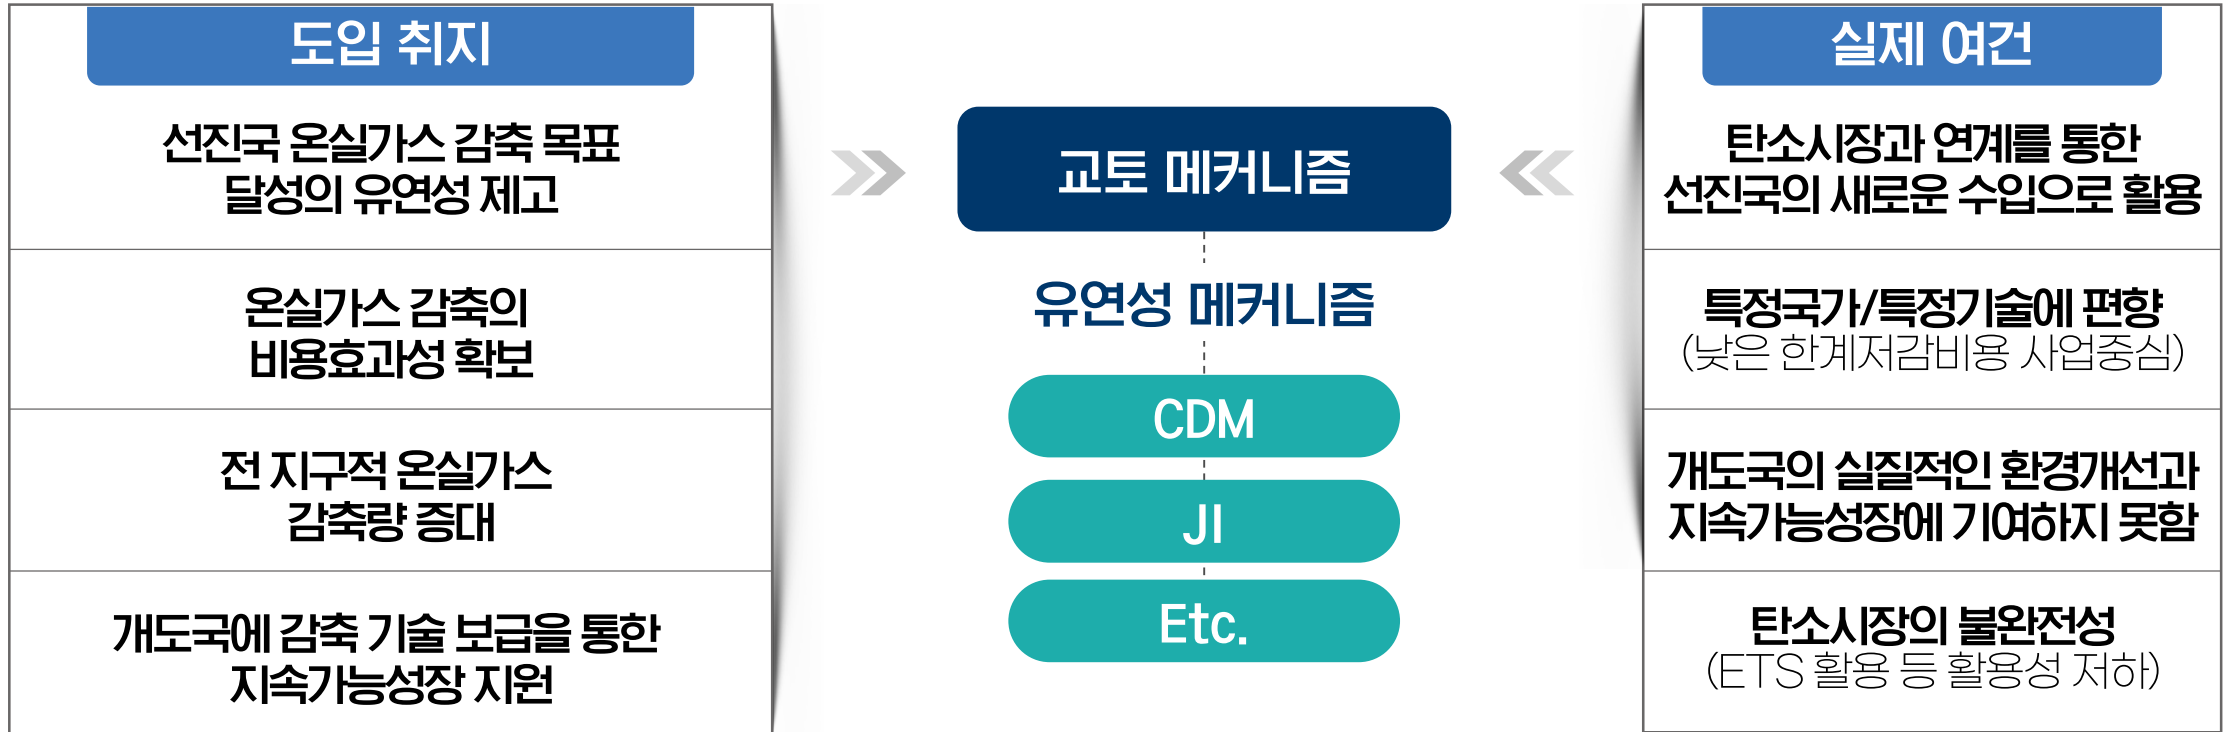 도입 취지
선진국 온실가스 감축 목표
달성의 유연성 제고
온실가스 감축의
비용효과성 확보
전 지구적 온실가스
감축량 증대
개도국에 감축 기술 보급을 통한
지속가능성장 지원
교토 메커니즘
유연성 메커니즘
CDM
JI
Etc.
실제 여건
탄소시장과 연계를 통한
선진국의 새로운 수입으로 활용
특정국가/특정기술에 편향
(낮은 한계저감비용 사업중심)
개도국의 실질적인 환경개선과
지속가능성장에 기여하지 못함
탄소시장의 불완전성
(ETS 활용 등 활용성 저하)